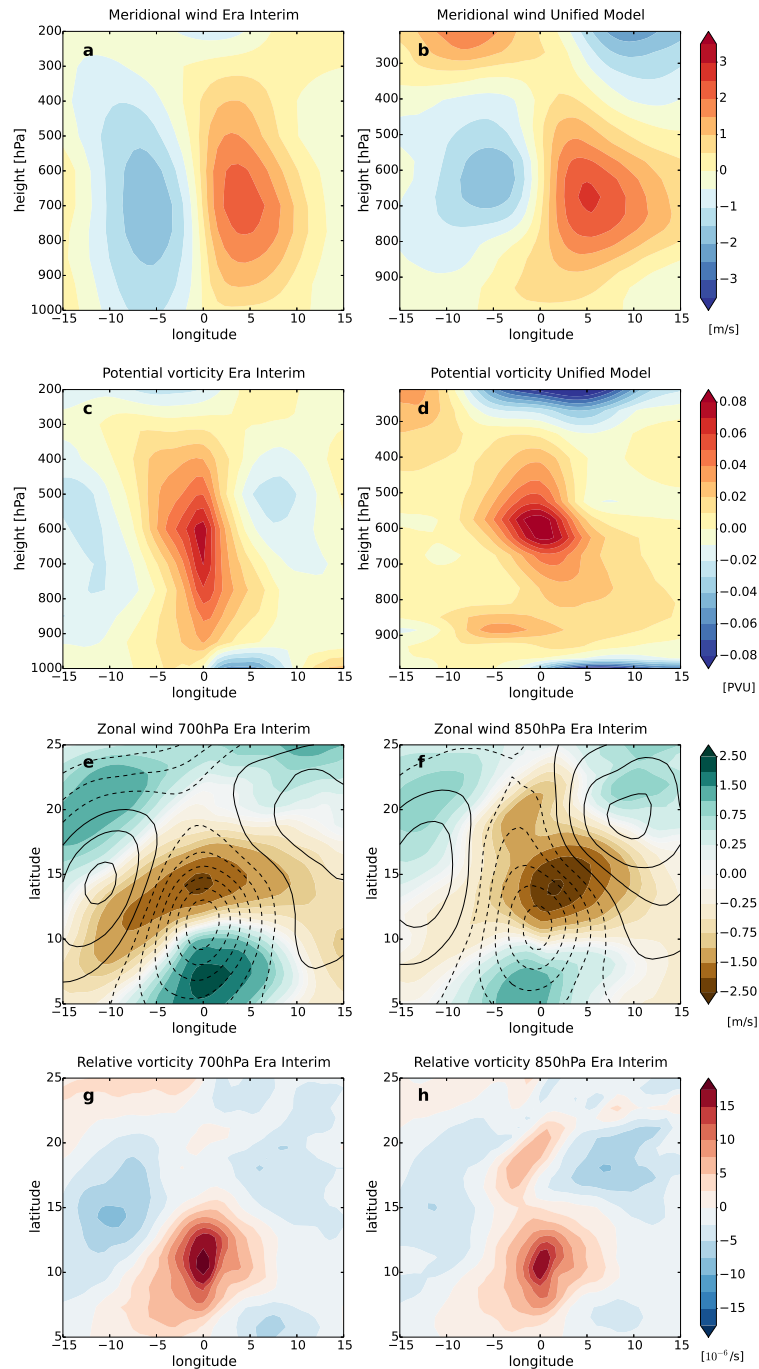 Meridional wind Era Interim
Meridional wind Unified Model
a
b
200
300
400
500
600
700
800
900
1000
height [hPa]
−15 −10 −5 0 5 10 15
longitude
200
300
400
500
600
700
800
900
height [hPa]
−15 −10 −5 0 5 10 15
longitude
3
2
1
0
−1
−2
−3
[m/s]
Potential vorticity Era Interim
Potential vorticity Unified Model
c
d
200
300
400
500
600
700
800
900
1000
height [hPa]
−15 −10 −5 0 5 10 15
longitude
300
400
500
600
700
800
900
height [hPa]
−15 −10 −5 0 5 10 15
longitude
0.08
0.06
0.04
0.02
0.00
−0.02
−0.04
−0.06
−0.08
[PVU]
Zonal wind 700hPa Era Interim
Zonal wind 850hPa Era Interim
e
f
25
20
15
10
5
latitude
−15 −10 −5 0 5 10 15
longitude
25
20
15
10
5
latitude
−15 −10 −5 0 5 10 15
longitude
2.50
1.50
0.75
0.25
0.00
−0.25
−0.75
−1.50
−2.50
[m/s]
Relative vorticity 700hPa Era Interim
Relative vorticity 850hPa Era Interim
g
h
25
20
15
10
5
latitude
−15 −10 −5 0 5 10 15
longitude
25
20
15
10
5
latitude
−15 −10 −5 0 5 10 15
longitude
15
10
5
0
−5
−10
−15
[10⁻⁶/s]